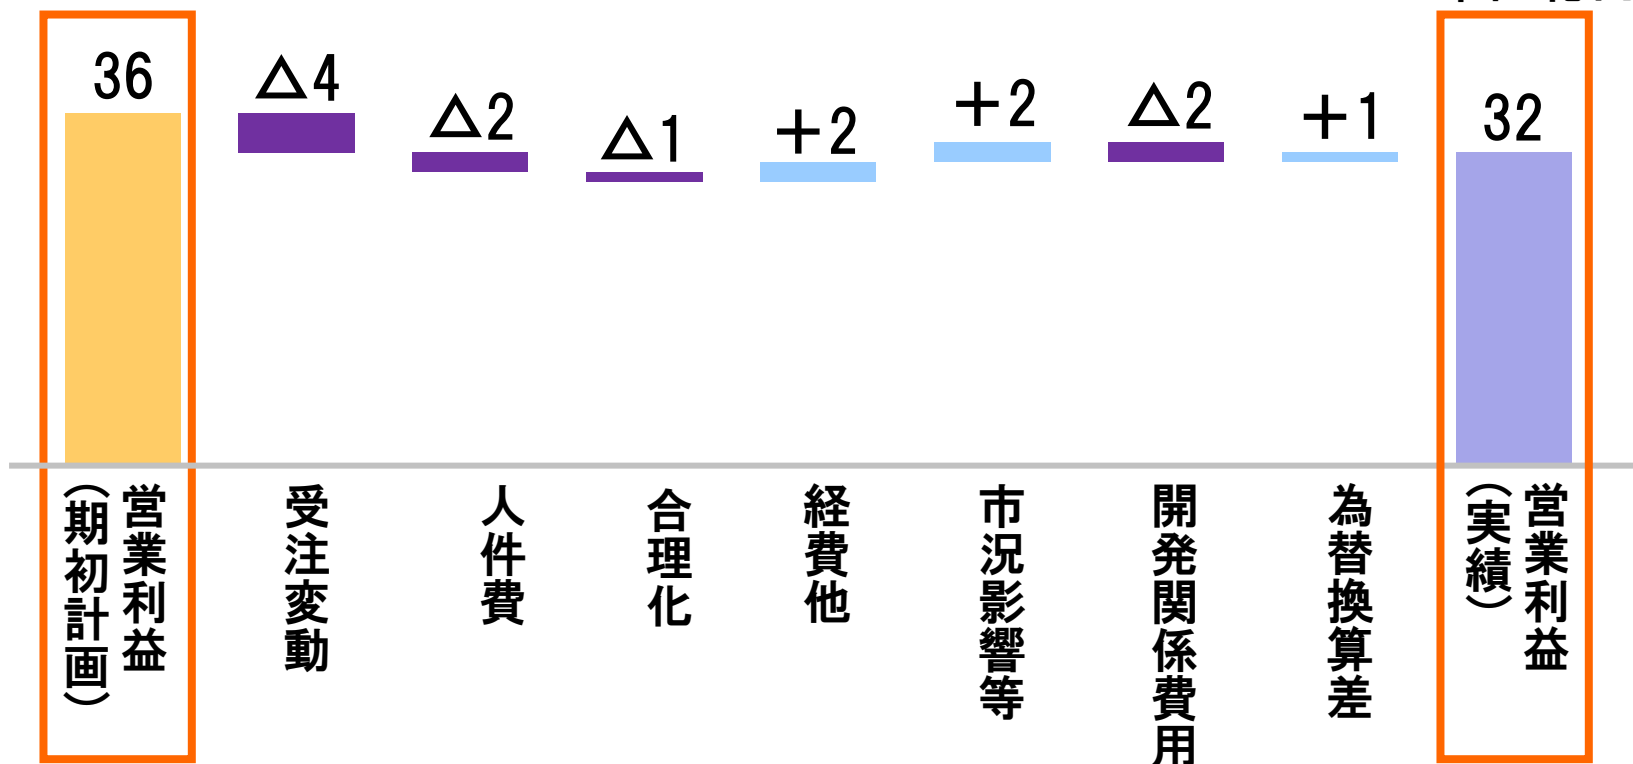 36
△4
△2
△1
+2
+2
△2
+1
32
営業利益
（期初計画）
受注変動
人件費
合理化
経費他
市況影響等
開発関係費用
為替換算差
営業利益
（実績）